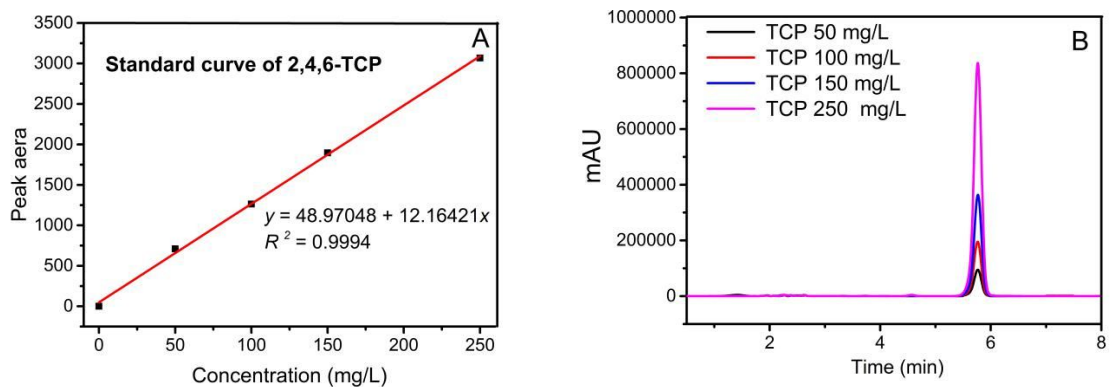 A
Standard curve of 2,4,6-TCP
y = 48.97048 + 12.16421x
R² = 0.9994
Peak aera
3500
3000
2500
2000
1500
1000
500
0
0 50 100 150 200 250
Concentration (mg/L)
B
TCP 50 mg/L
TCP 100 mg/L
TCP 150 mg/L
TCP 250 mg/L
mAU
1000000
800000
600000
400000
200000
0
2 4 6 8
Time (min)